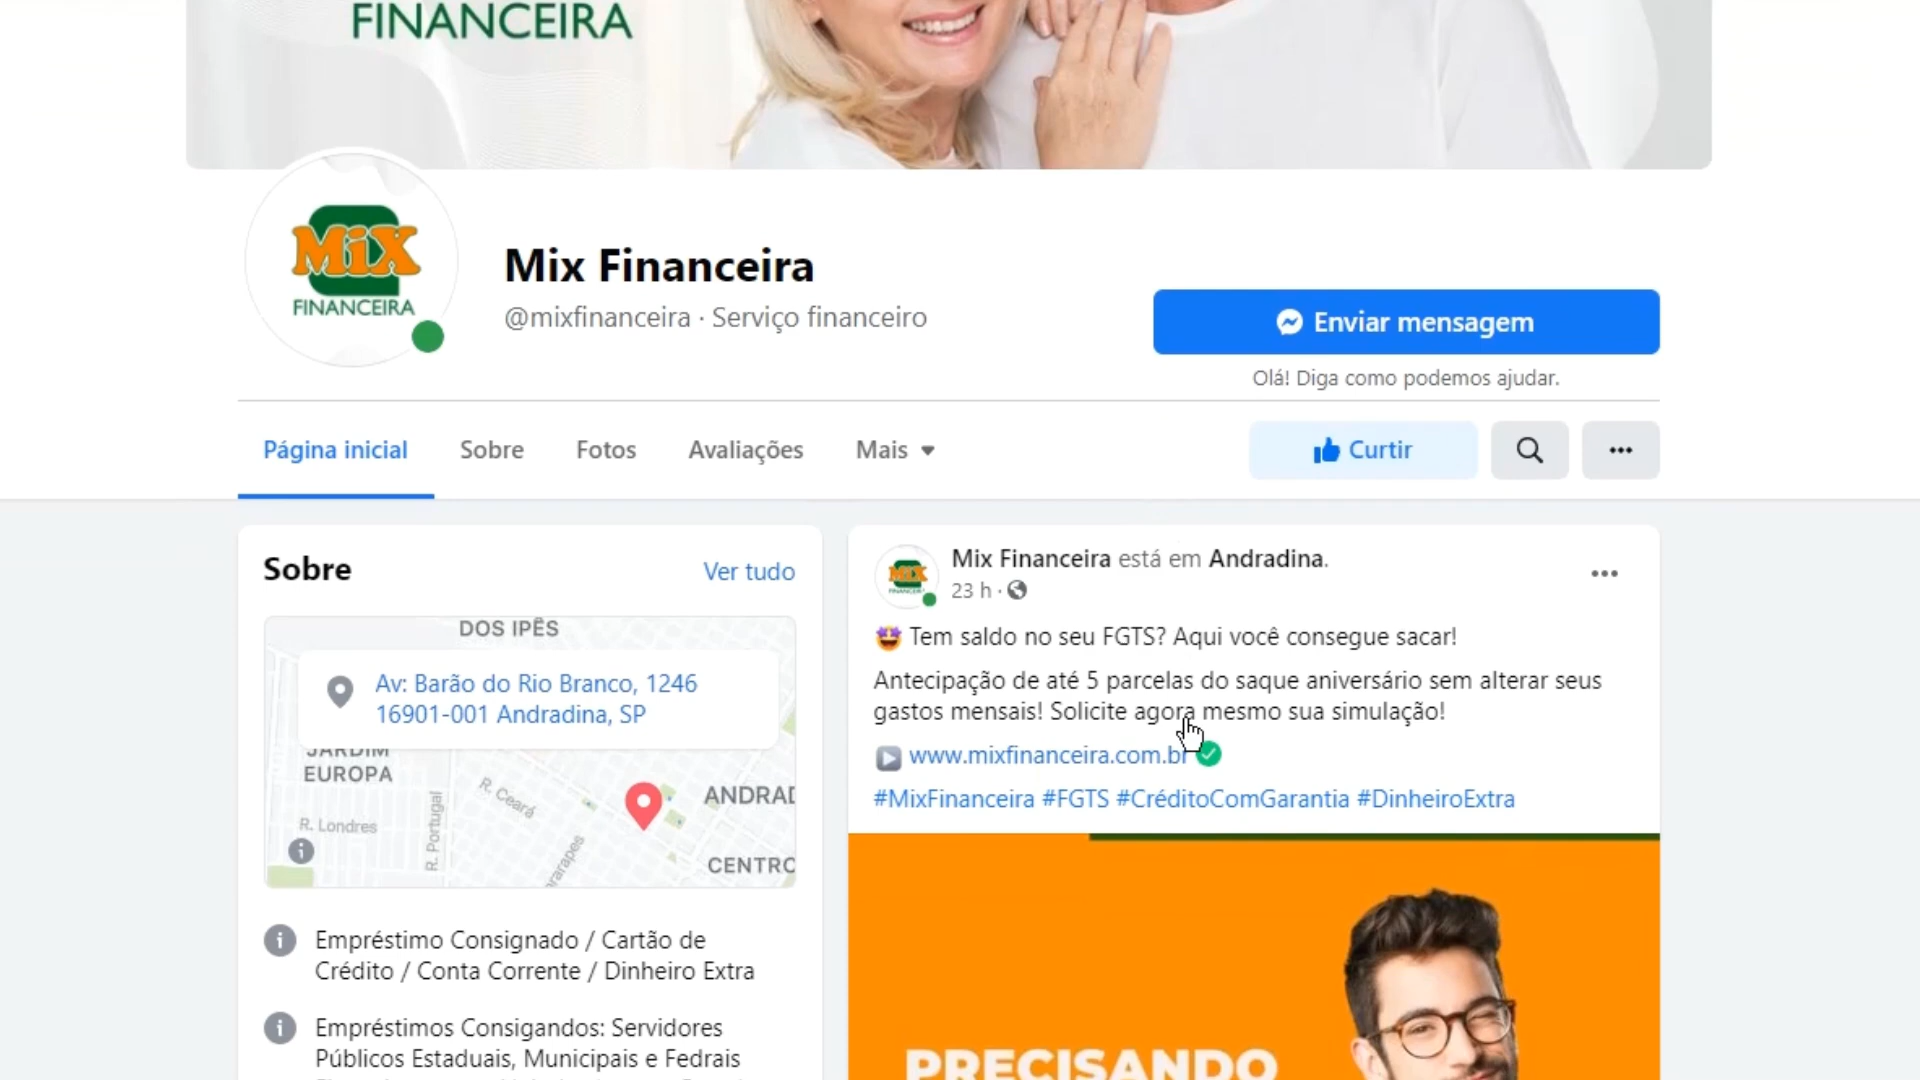 FINANCEIRA
MiX
FINANCEIRA
Mix Financeira
@mixfinanceira · Serviço financeiro
Enviar mensagem
Olá! Diga como podemos ajudar.
Página inicial
Sobre
Fotos
Avaliações
Mais
Curtir
Sobre
Ver tudo
DOS IPÊS
Av: Barão do Rio Branco, 1246
16901-001 Andradina, SP
JARDIM
EUROPA
R. Ceará
ANDRAD
R. Londres
R. Portugal
CENTRO
Empréstimo Consignado / Cartão de
Crédito / Conta Corrente / Dinheiro Extra
Empréstimos Consigandos: Servidores
Públicos Estaduais, Municipais e Fedrais
Mix Financeira está em Andradina.
23 h ·
Tem saldo no seu FGTS? Aqui você consegue sacar!
Antecipação de até 5 parcelas do saque aniversário sem alterar seus
gastos mensais! Solicite agora mesmo sua simulação!
www.mixfinanceira.com.br
#MixFinanceira #FGTS #CréditoComGarantia #DinheiroExtra
PRECISANDO